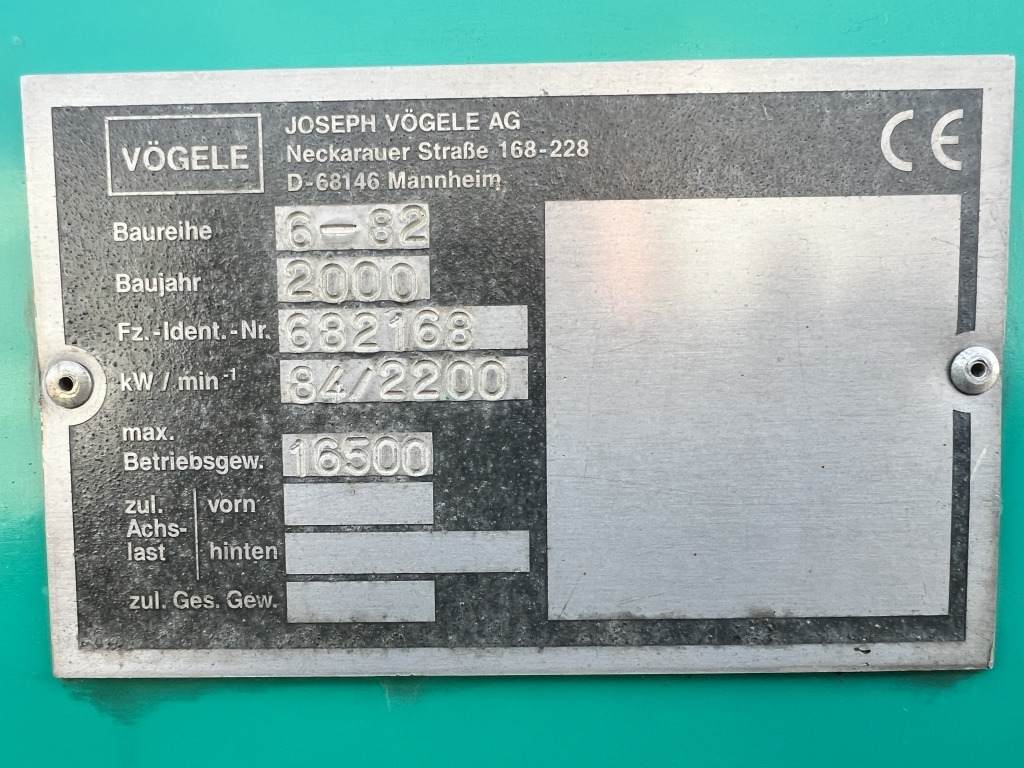 VÖGELE
JOSEPH VÖGELE AG
Neckarauer Straße 168-228
D-68146 Mannheim
CE
Baureihe 6-82
Baujahr 2000
Fz.-Ident.-Nr. 682168
kW / min⁻¹ 84/2200
max.
Betriebsgew. 16500
zul. vorn
Achs-
last hinten
zul. Ges. Gew.